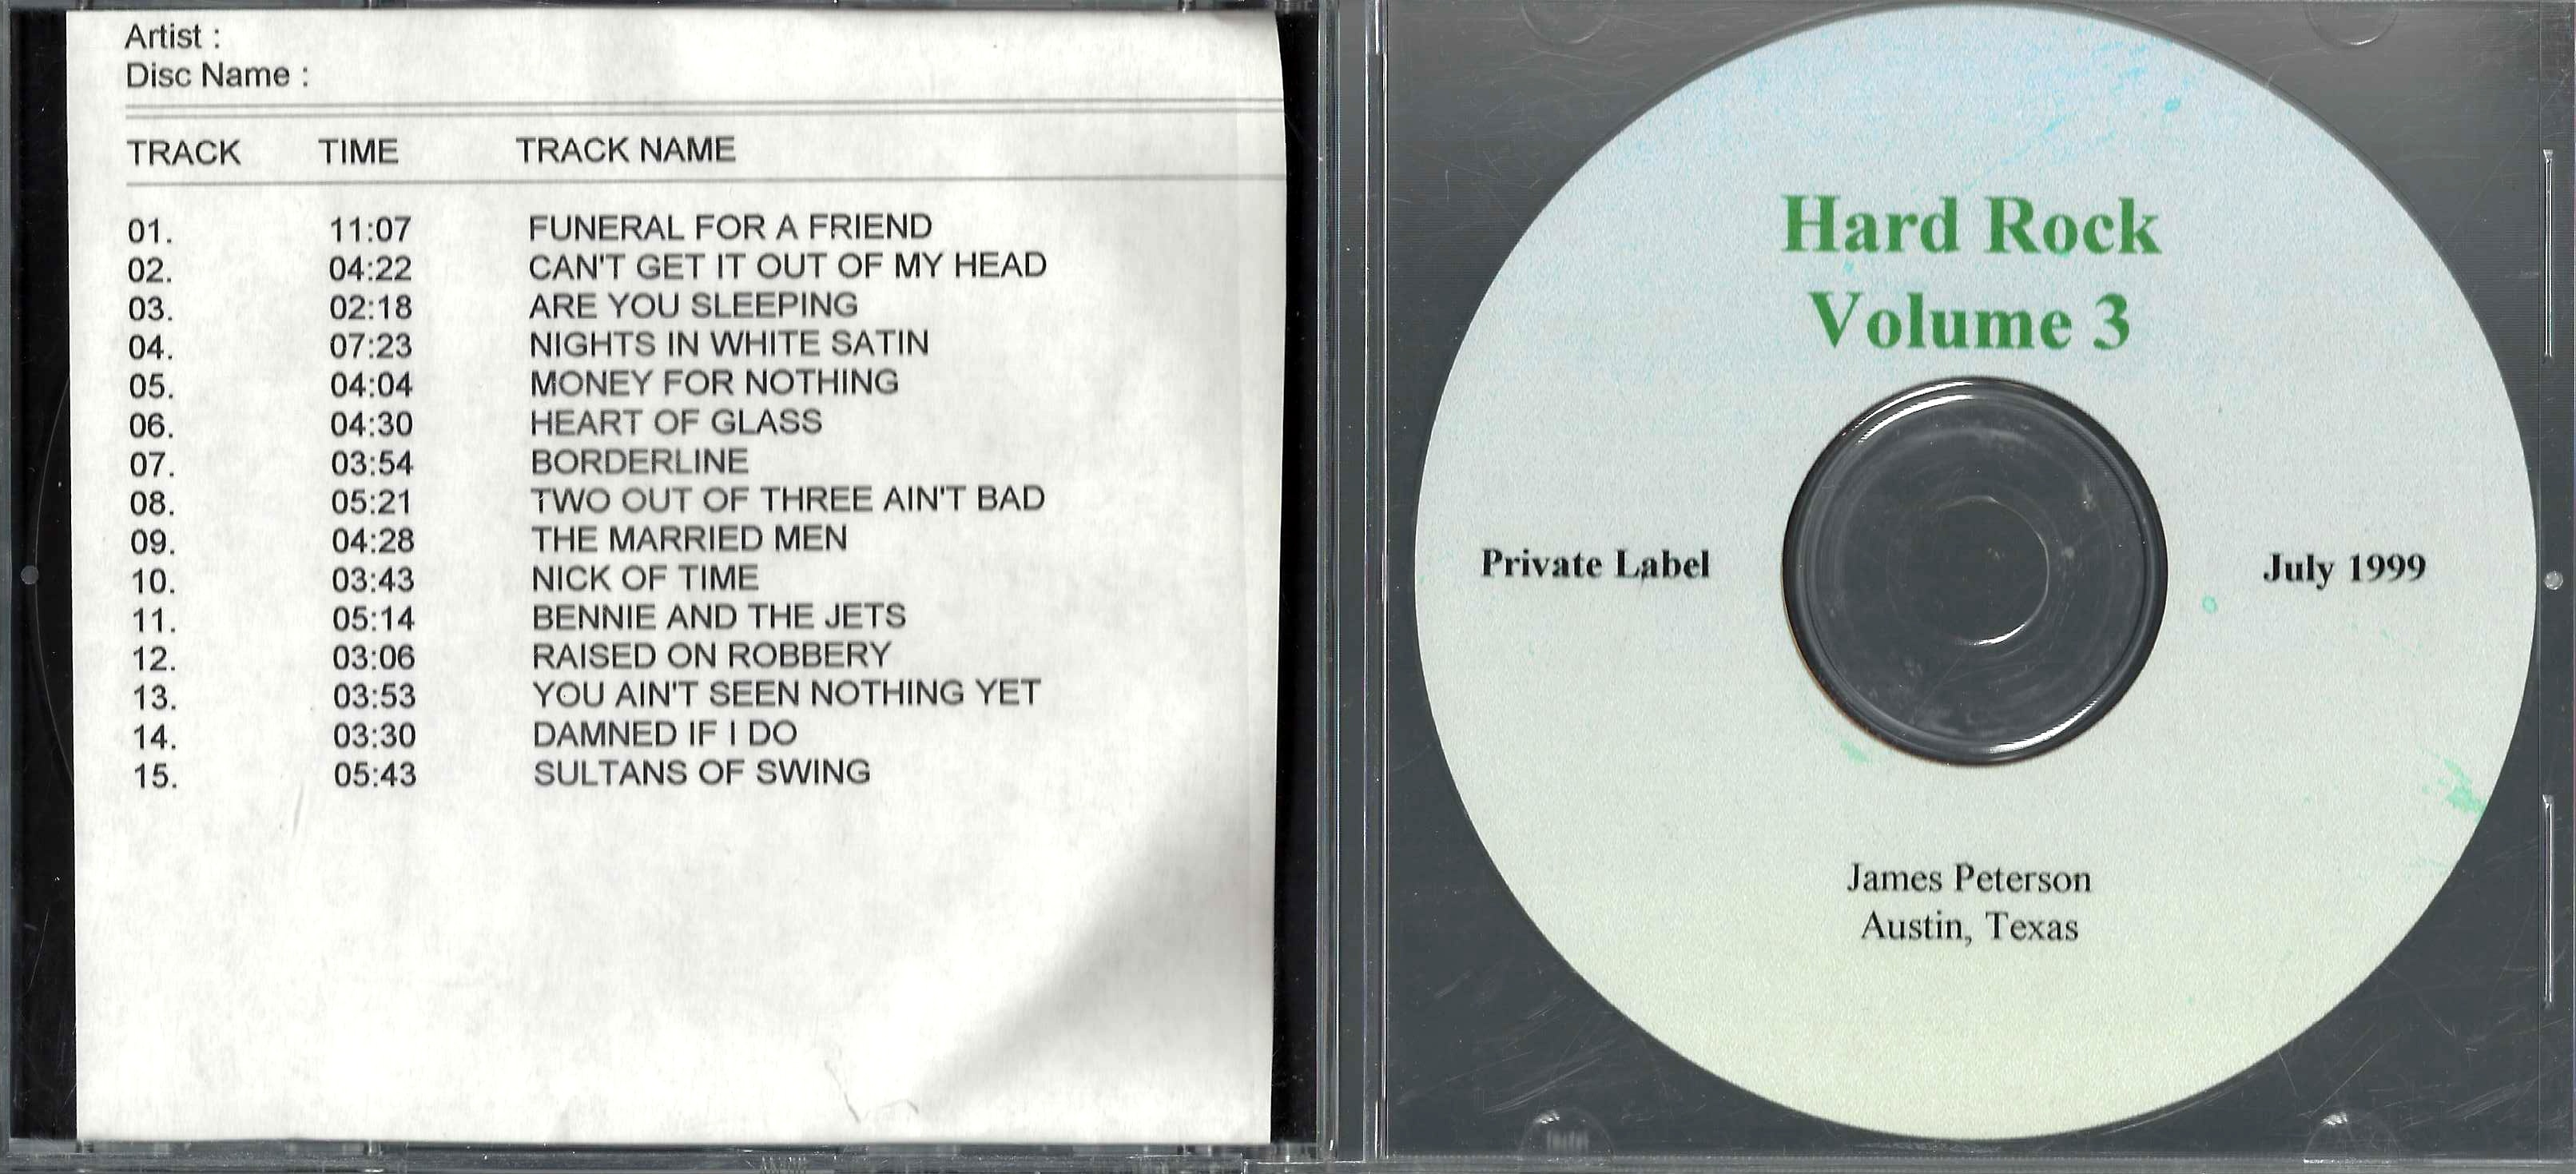 Artist :
Disc Name :
TRACK TIME TRACK NAME
01. 11:07 FUNERAL FOR A FRIEND
02. 04:22 CAN'T GET IT OUT OF MY HEAD
03. 02:18 ARE YOU SLEEPING
04. 07:23 NIGHTS IN WHITE SATIN
05. 04:04 MONEY FOR NOTHING
06. 04:30 HEART OF GLASS
07. 03:54 BORDERLINE
08. 05:21 TWO OUT OF THREE AIN'T BAD
09. 04:28 THE MARRIED MEN
10. 03:43 NICK OF TIME
11. 05:14 BENNIE AND THE JETS
12. 03:06 RAISED ON ROBBERY
13. 03:53 YOU AIN'T SEEN NOTHING YET
14. 03:30 DAMNED IF I DO
15. 05:43 SULTANS OF SWING
Hard Rock
Volume 3
Private Label
July 1999
James Peterson
Austin, Texas